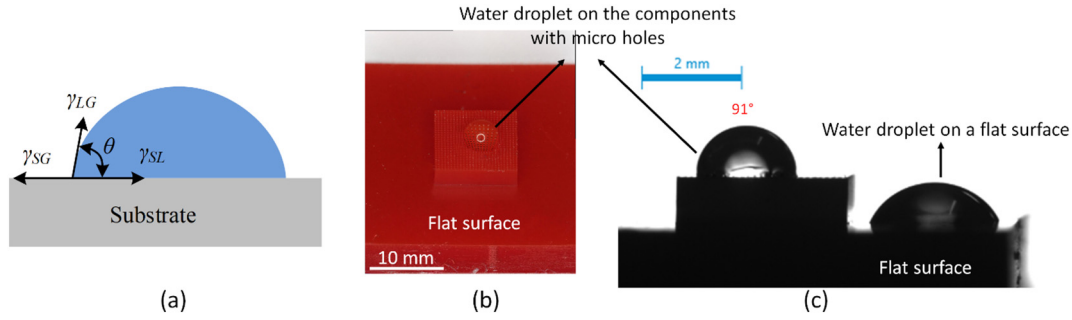 Water droplet on the components
with micro holes
γLG
θ
γSG
γSL
Substrate
Flat surface
10 mm
2 mm
91°
Water droplet on a flat surface
Flat surface
(a)
(b)
(c)